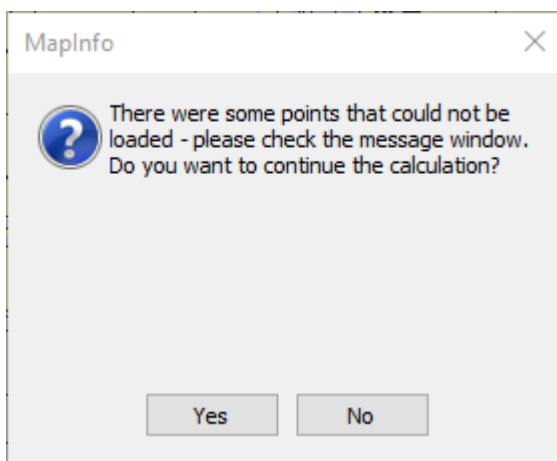 MapInfo
There were some points that could not be
loaded - please check the message window.
Do you want to continue the calculation?
Yes
No